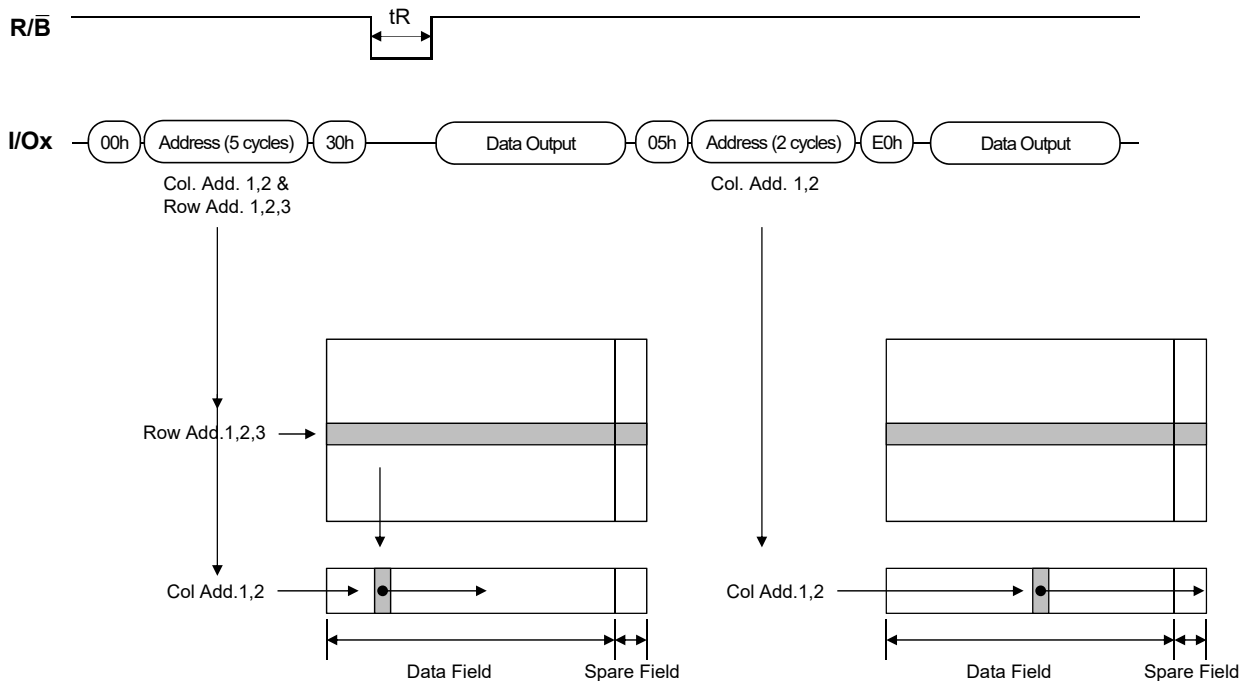 tR
R/B̅
I/Ox 00h Address (5 cycles) 30h Data Output 05h Address (2 cycles) E0h Data Output
Col. Add. 1,2 &
Row Add. 1,2,3
Col. Add. 1,2
Row Add.1,2,3
Col Add.1,2
Col Add.1,2
Data Field Spare Field
Data Field Spare Field